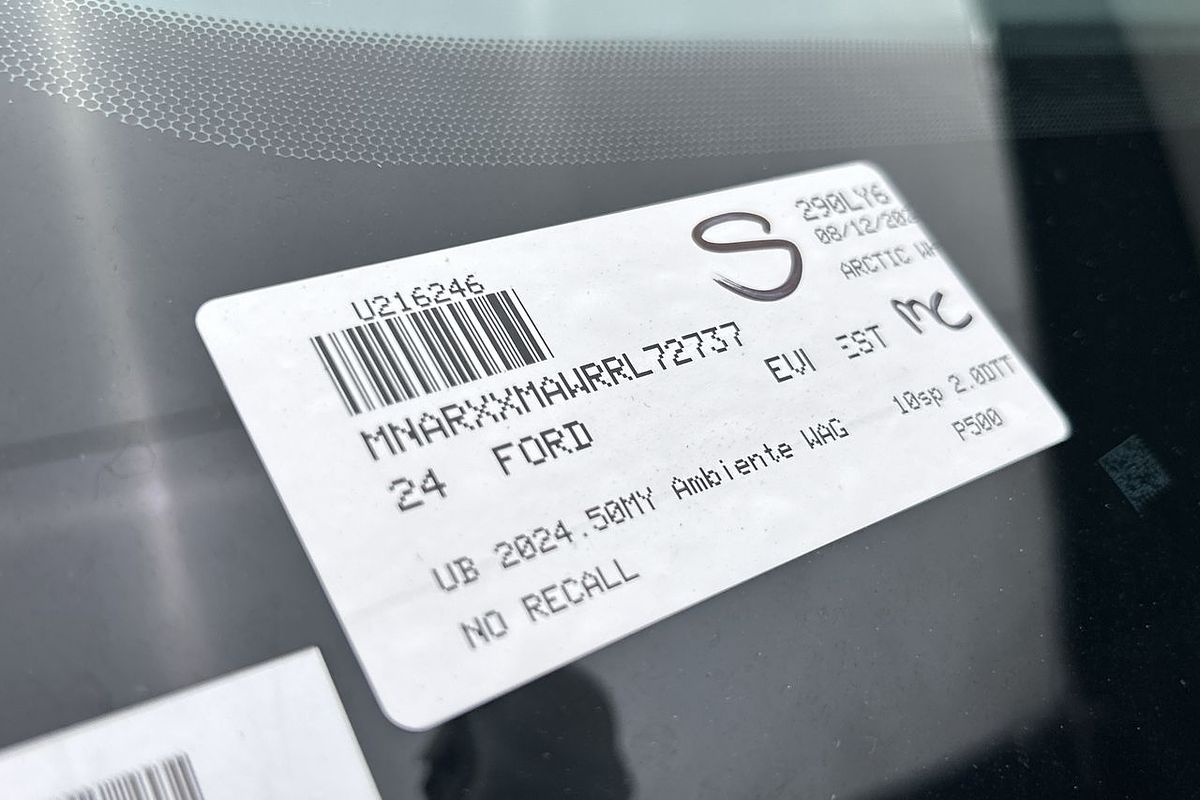 U216246
S
290LY6
08/12/202
ARCTIC WH
MNARXXMAWRRL72737
EVI EST MC
24 FORD
10sp 2.0DTT
UB 2024.50MY Ambiente WAG
P500
NO RECALL